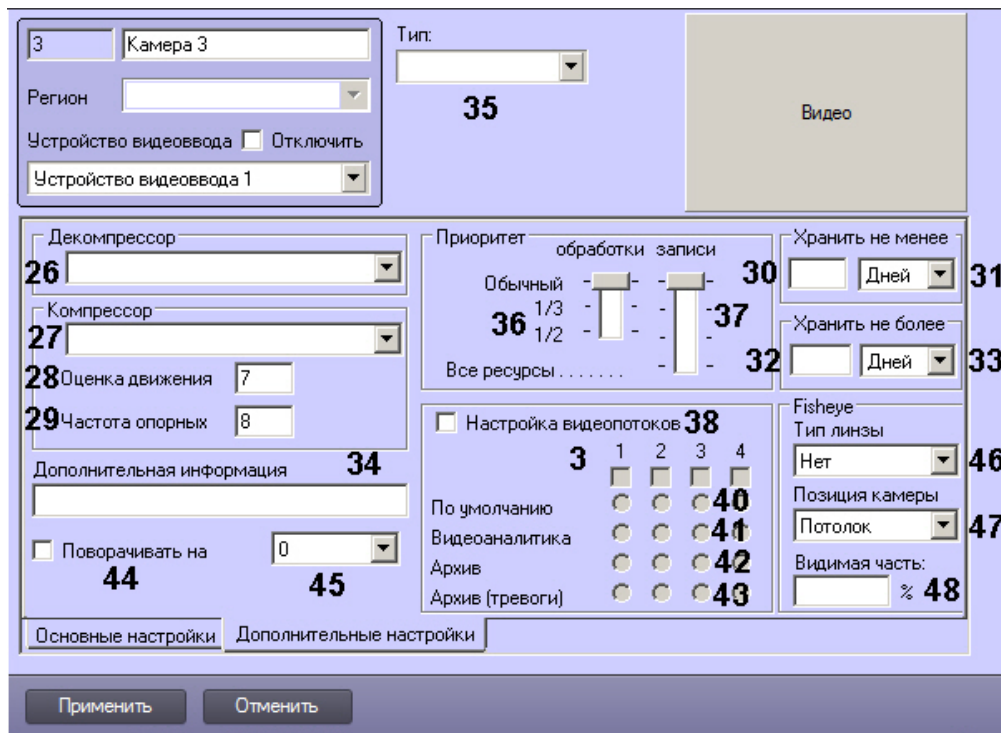 3 Камера 3
Регион
Устройство видеоввода Отключить
Устройство видеоввода 1
Тип:
35
Видео
Декомпрессор
26
Компрессор
27
28 Оценка движения 7
29 Частота опорных 8
34
Дополнительная информация
Поворачивать на 0
44 45
Приоритет
обработки записи
Обычный
1/3
36
1/2
37
Все ресурсы . . . . . . .
Настройка видеопотоков 38
3 1 2 3 4
По умолчанию 40
Видеоаналитика 41
Архив 42
Архив (тревоги) 43
Хранить не менее
30 Дней 31
Хранить не более
32 Дней 33
Fisheye
Тип линзы
Нет 46
Позиция камеры
Потолок 47
Видимая часть:
% 48
Основные настройки Дополнительные настройки
Применить Отменить